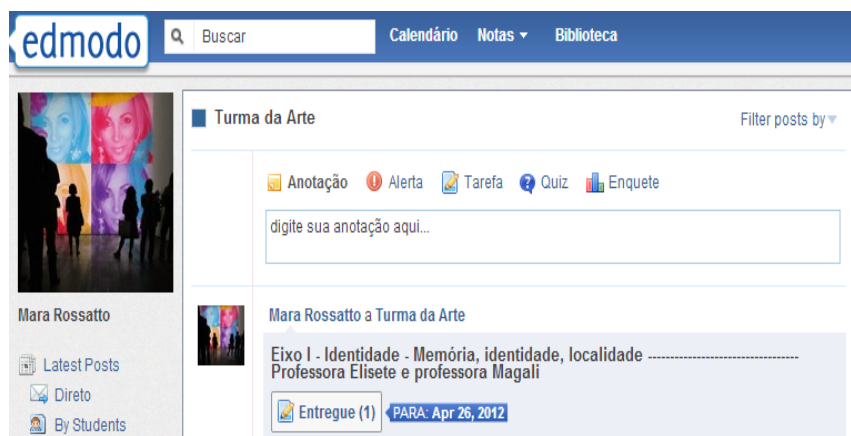 edmodo
Buscar
Calendário Notas Biblioteca
Turma da Arte
Filter posts by
Anotação Alerta Tarefa Quiz Enquete
digite sua anotação aqui...
Mara Rossatto
Latest Posts
Direto
By Students
Mara Rossatto a Turma da Arte
Eixo I - Identidade - Memória, identidade, localidade ----------------------------------
Professora Elisete e professora Magali
Entregue (1) PARA: Apr 26, 2012